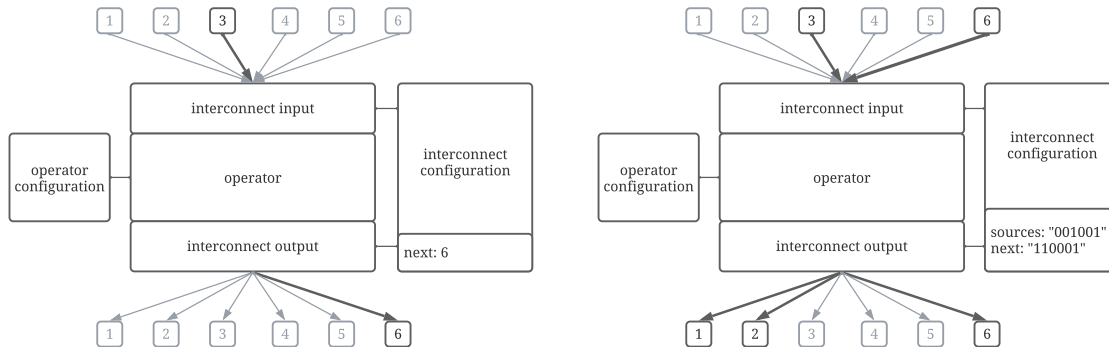 1 2 3 4 5 6
interconnect input
operator
configuration
operator
interconnect
configuration
interconnect output
next: 6
1 2 3 4 5 6
1 2 3 4 5 6
interconnect input
operator
configuration
operator
interconnect
configuration
interconnect output
sources: "001001"
next: "110001"
1 2 3 4 5 6